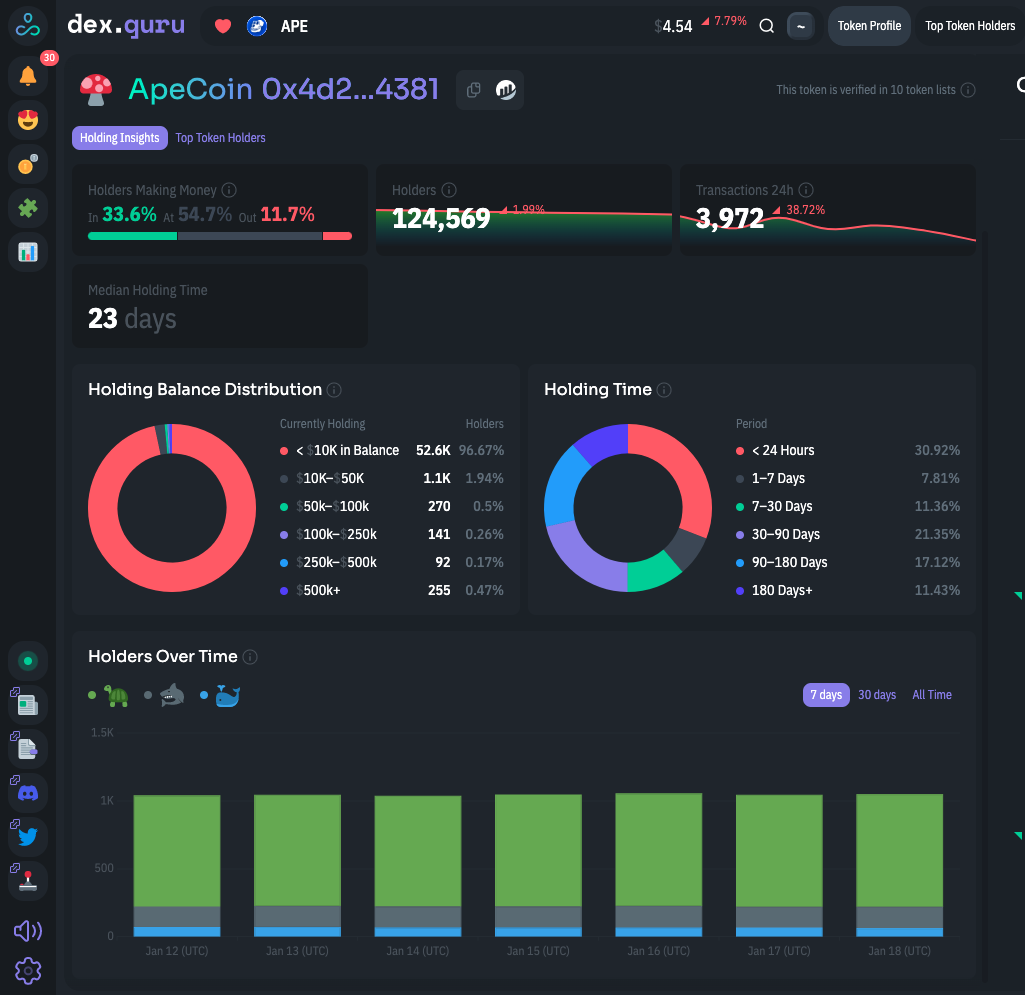 dex.guru
APE
$4.54 7.79%
~
Token Profile
Top Token Holders
30
ApeCoin 0x4d2...4381
This token is verified in 10 token lists
Holding Insights
Top Token Holders
Holders Making Money
In 33.6% At 54.7% Out 11.7%
Holders
124,569 1.99%
Transactions 24h
3,972 38.72%
Median Holding Time
23 days
Holding Balance Distribution
Currently Holding Holders
< $10K in Balance 52.6K 96.67%
$10K–$50K 1.1K 1.94%
$50k–$100k 270 0.5%
$100k–$250k 141 0.26%
$250k–$500k 92 0.17%
$500k+ 255 0.47%
Holding Time
Period
< 24 Hours 30.92%
1–7 Days 7.81%
7–30 Days 11.36%
30–90 Days 21.35%
90–180 Days 17.12%
180 Days+ 11.43%
Holders Over Time
7 days 30 days All Time
1.5K
1K
500
0
Jan 12 (UTC) Jan 13 (UTC) Jan 14 (UTC) Jan 15 (UTC) Jan 16 (UTC) Jan 17 (UTC) Jan 18 (UTC)